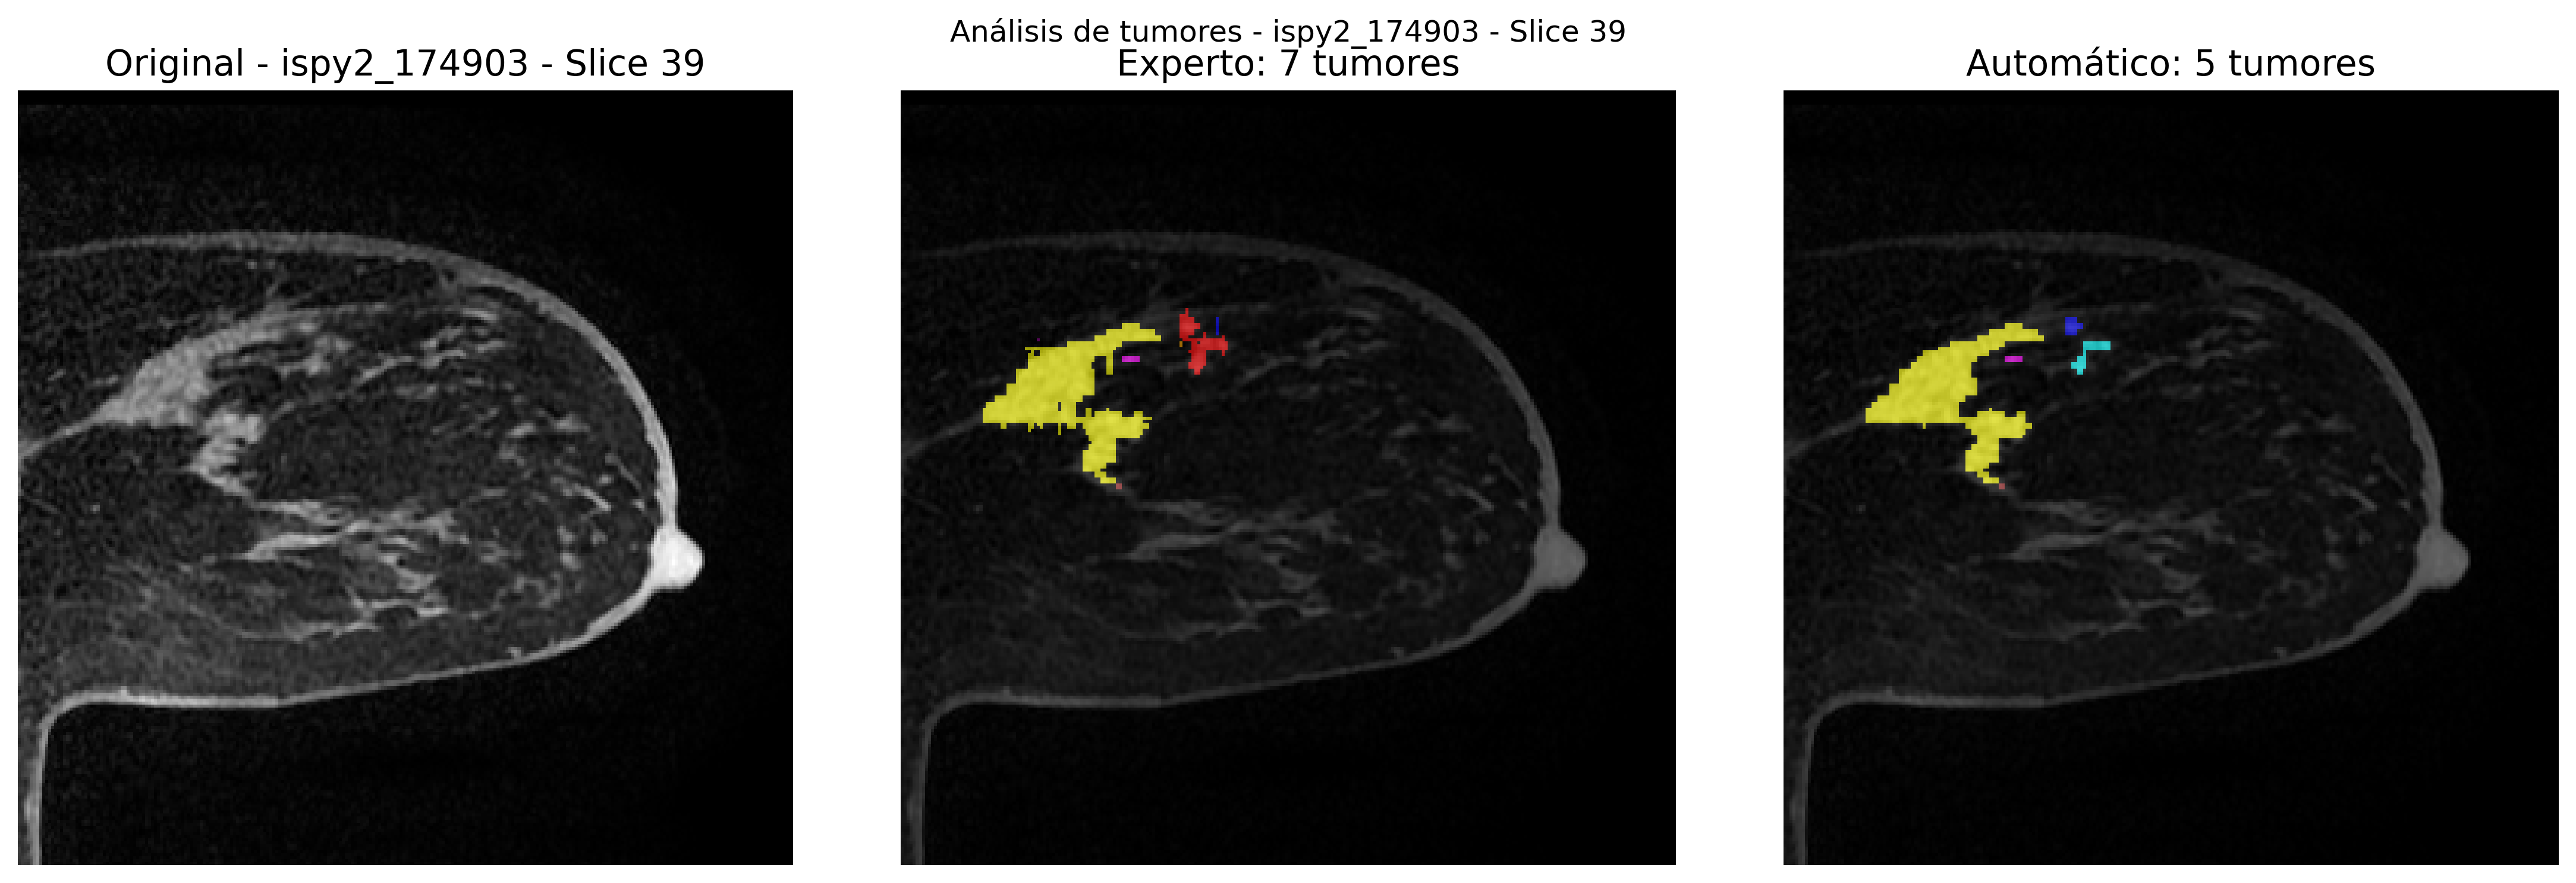 Análisis de tumores - ispy2_174903 - Slice 39
Original - ispy2_174903 - Slice 39
Experto: 7 tumores
Automático: 5 tumores